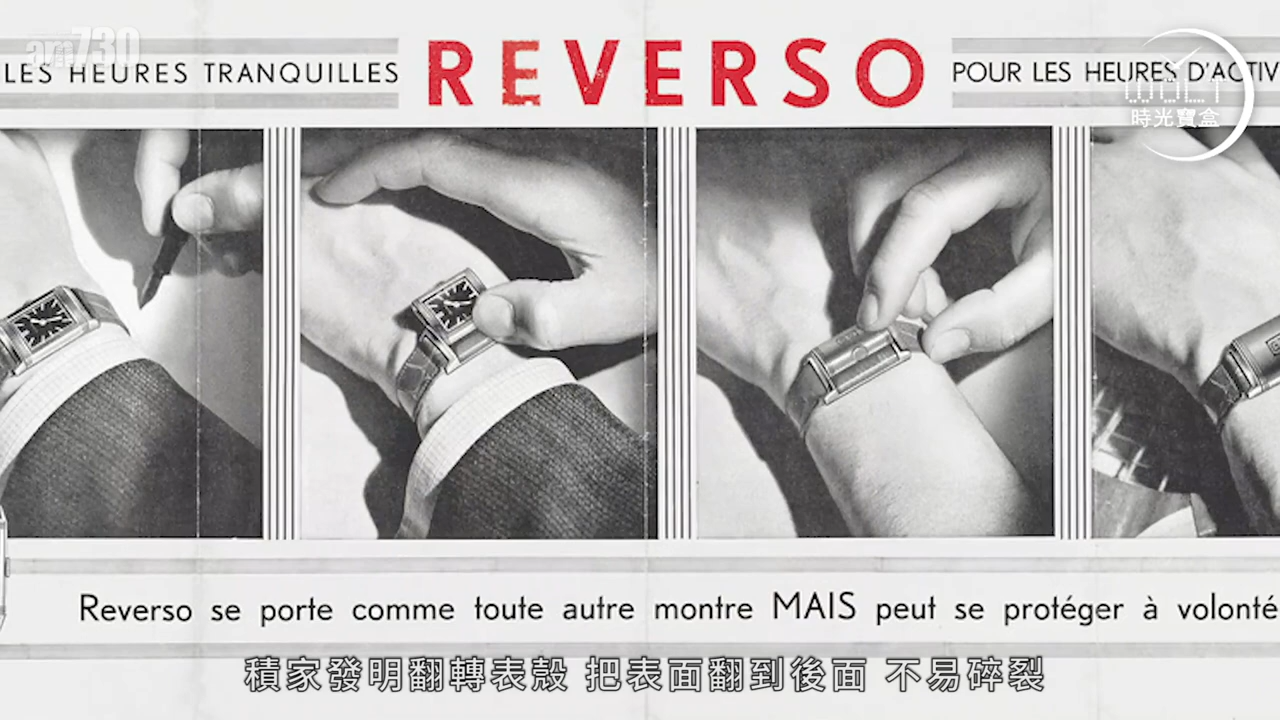 am730
LES HEURES TRANQUILLES
REVERSO
POUR LES HEURES D'ACTIV
時光寶盒
Reverso se porte comme toute autre montre MAIS peut se protéger à volonté
積家發明翻轉表殼 把表面翻到後面 不易碎裂